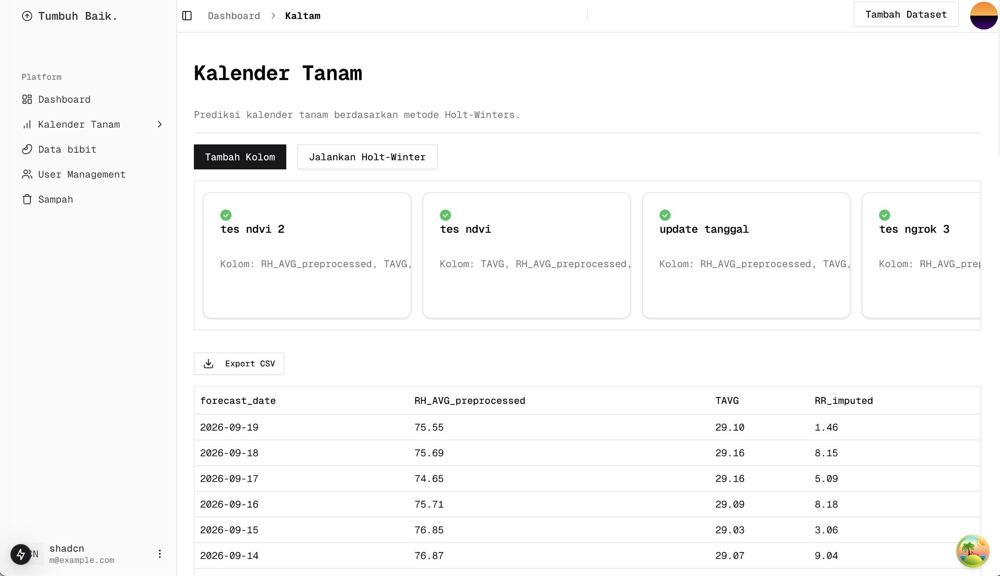 Tumbuh Baik.
Dashboard
Kaltam
Tambah Dataset
Platform
Dashboard
Kalender Tanam
Data bibit
User Management
Sampah
Kalender Tanam
Prediksi kalender tanam berdasarkan metode Holt-Winters.
Tambah Kolom
Jalankan Holt-Winter
tes ndvi 2
Kolom: RH_AVG_preprocessed, TAVG,
tes ndvi
Kolom: TAVG, RH_AVG_preprocessed,
update tanggal
Kolom: RH_AVG_preprocessed, TAVG,
tes ngrok 3
Kolom: RH_AVG_prep
Export CSV
forecast_date RH_AVG_preprocessed TAVG RR_imputed
2026-09-19 75.55 29.10 1.46
2026-09-18 75.69 29.16 8.15
2026-09-17 74.65 29.16 5.09
2026-09-16 75.71 29.09 8.18
2026-09-15 76.85 29.03 3.06
2026-09-14 76.87 29.07 9.04
CN
shadcn
m@example.com